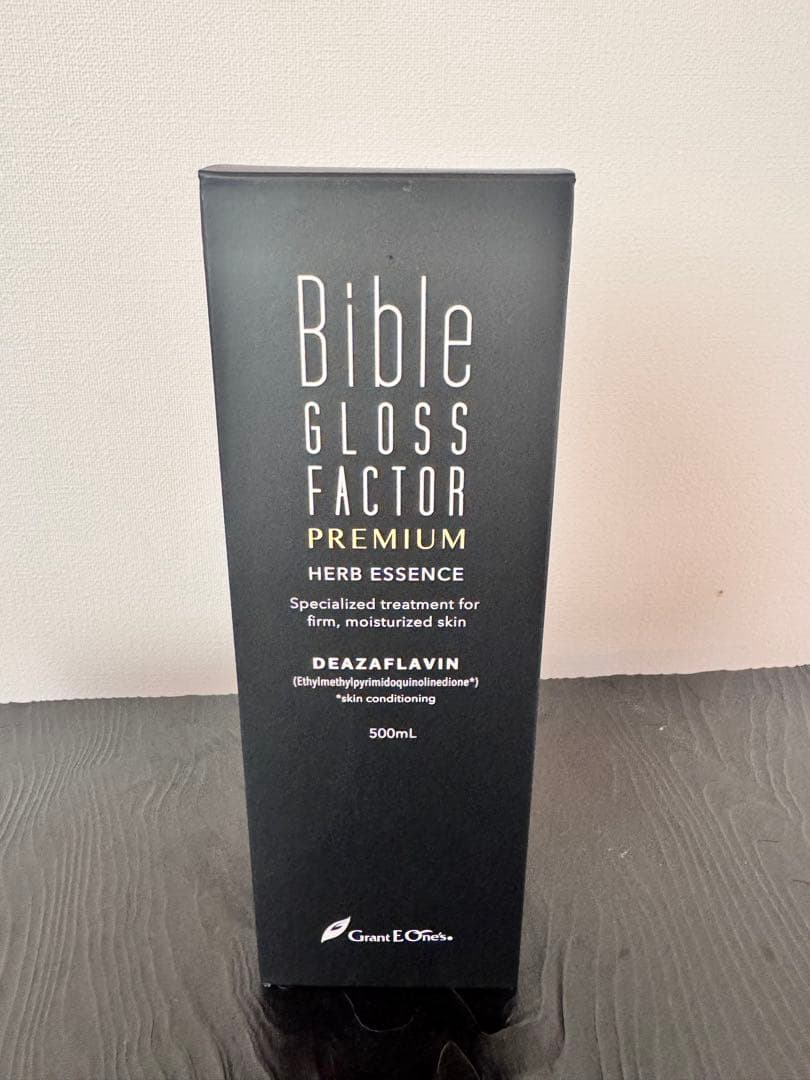 Bible
GLOSS
FACTOR
PREMIUM
HERB ESSENCE
Specialized treatment for
firm, moisturized skin
DEAZAFLAVIN
(Ethylmethylpyrimidoquinolinedione*)
*skin conditioning
500mL
Grant E One's